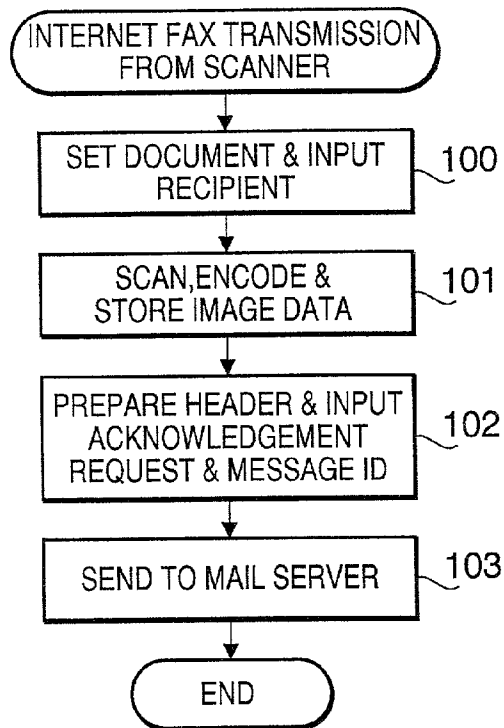 INTERNET FAX TRANSMISSION
FROM SCANNER
SET DOCUMENT & INPUT
RECIPIENT
100
SCAN,ENCODE &
STORE IMAGE DATA
101
PREPARE HEADER & INPUT
ACKNOWLEDGEMENT
REQUEST & MESSAGE ID
102
SEND TO MAIL SERVER
103
END